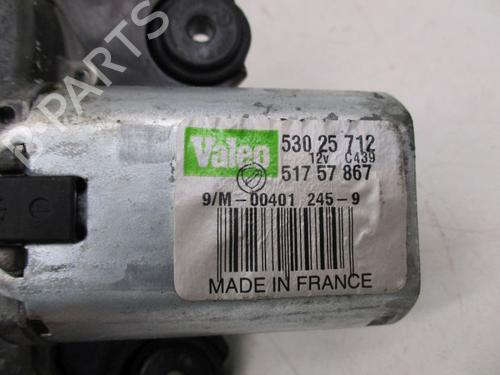 Valeo 530 25 712
12V C439
517 57 867
9/M-00401 245-9
MADE IN FRANCE
B-PARTS